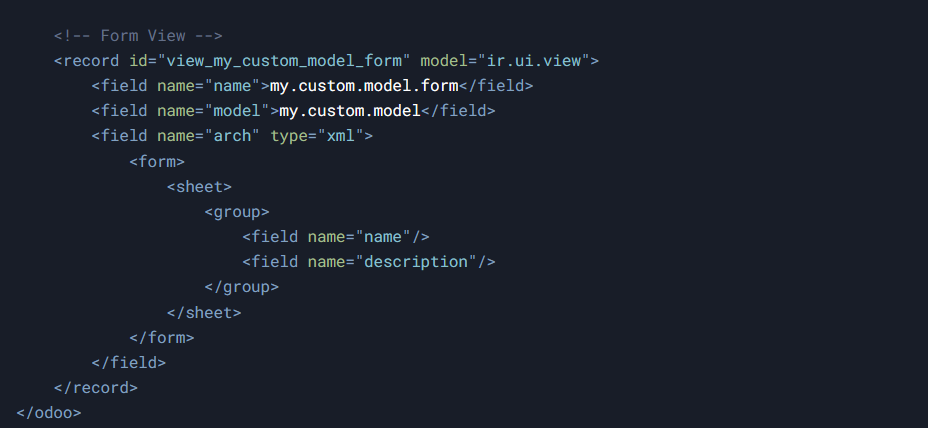 <!-- Form View -->
<record id="view_my_custom_model_form" model="ir.ui.view">
<field name="name">my.custom.model.form</field>
<field name="model">my.custom.model</field>
<field name="arch" type="xml">
<form>
<sheet>
<group>
<field name="name"/>
<field name="description"/>
</group>
</sheet>
</form>
</field>
</record>
</odoo>